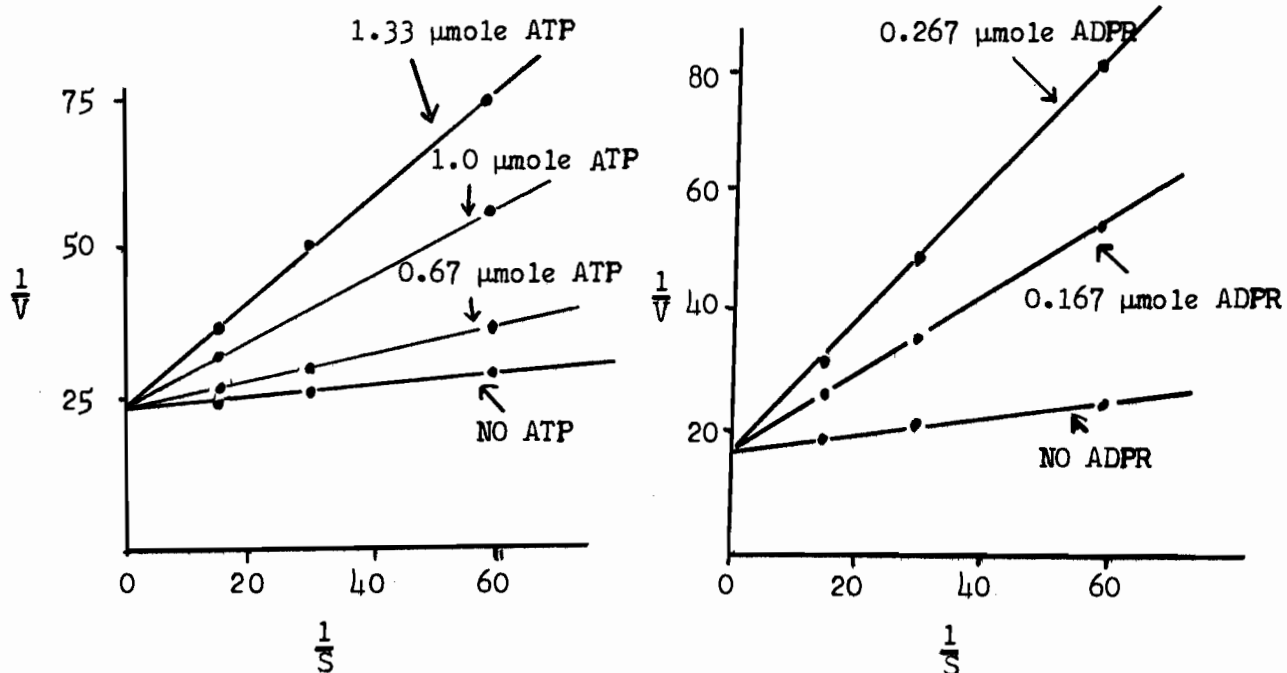 1.33 µmole ATP
75
1.0 µmole ATP
50
0.67 µmole ATP
1
V
25
NO ATP
0
20
40
60
1
S
0.267 µmole ADPR
80
60
1
V
40
0.167 µmole ADPR
20
NO ADPR
0
20
40
60
1
S